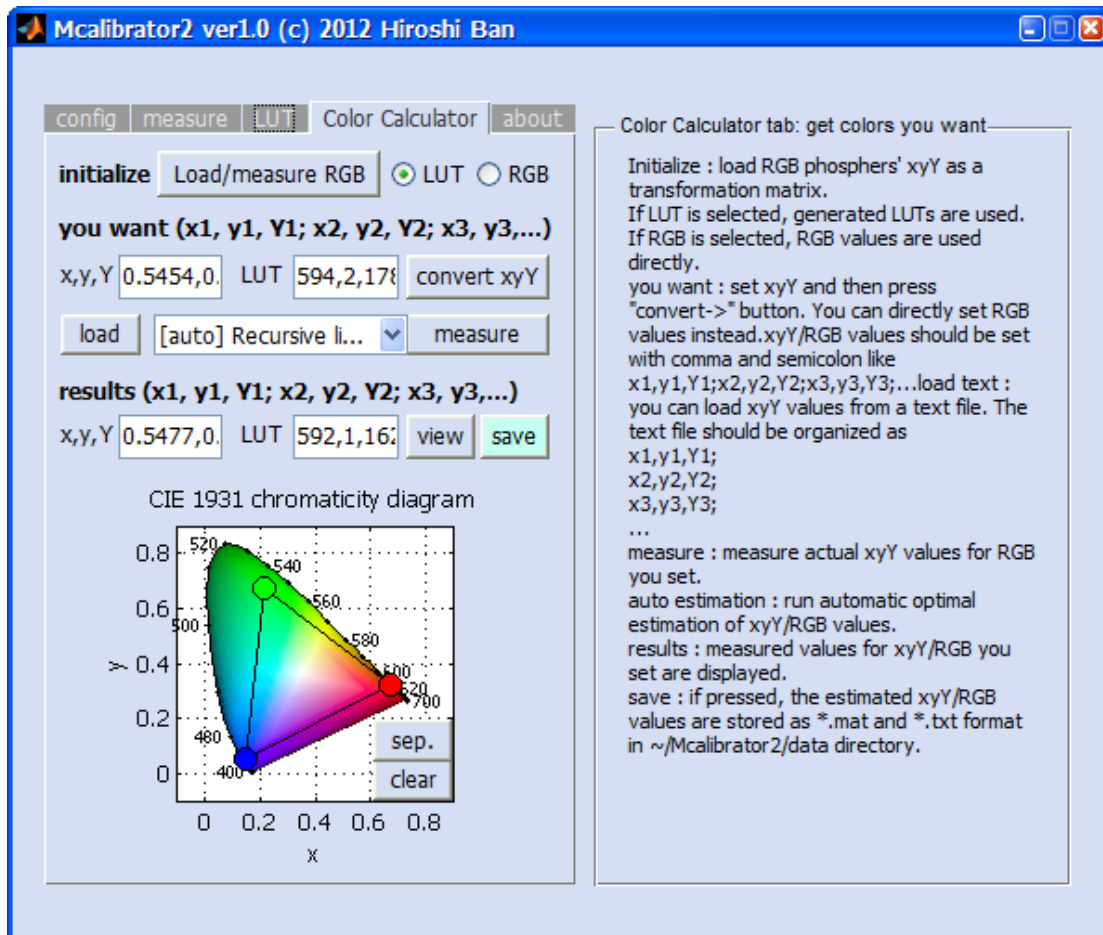 Mcalibrator2 ver1.0 (c) 2012 Hiroshi Ban
config measure LUT Color Calculator about
initialize Load/measure RGB LUT RGB
you want (x1, y1, Y1; x2, y2, Y2; x3, y3,...)
x,y,Y 0.5454,0. LUT 594,2,178 convert xyY
load [auto] Recursive li... measure
results (x1, y1, Y1; x2, y2, Y2; x3, y3,...)
x,y,Y 0.5477,0. LUT 592,1,162 view save
CIE 1931 chromaticity diagram
0.8
0.6
0.4
0.2
0
y
520
540
560
500
580
600
620
700
480
400
sep.
clear
0 0.2 0.4 0.6 0.8
x
Color Calculator tab: get colors you want
Initialize : load RGB phosphers' xyY as a
transformation matrix.
If LUT is selected, generated LUTs are used.
If RGB is selected, RGB values are used
directly.
you want : set xyY and then press
"convert->" button. You can directly set RGB
values instead.xyY/RGB values should be set
with comma and semicolon like
x1,y1,Y1;x2,y2,Y2;x3,y3,Y3;...load text :
you can load xyY values from a text file. The
text file should be organized as
x1,y1,Y1;
x2,y2,Y2;
x3,y3,Y3;
...
measure : measure actual xyY values for RGB
you set.
auto estimation : run automatic optimal
estimation of xyY/RGB values.
results : measured values for xyY/RGB you
set are displayed.
save : if pressed, the estimated xyY/RGB
values are stored as *.mat and *.txt format
in ~/Mcalibrator2/data directory.